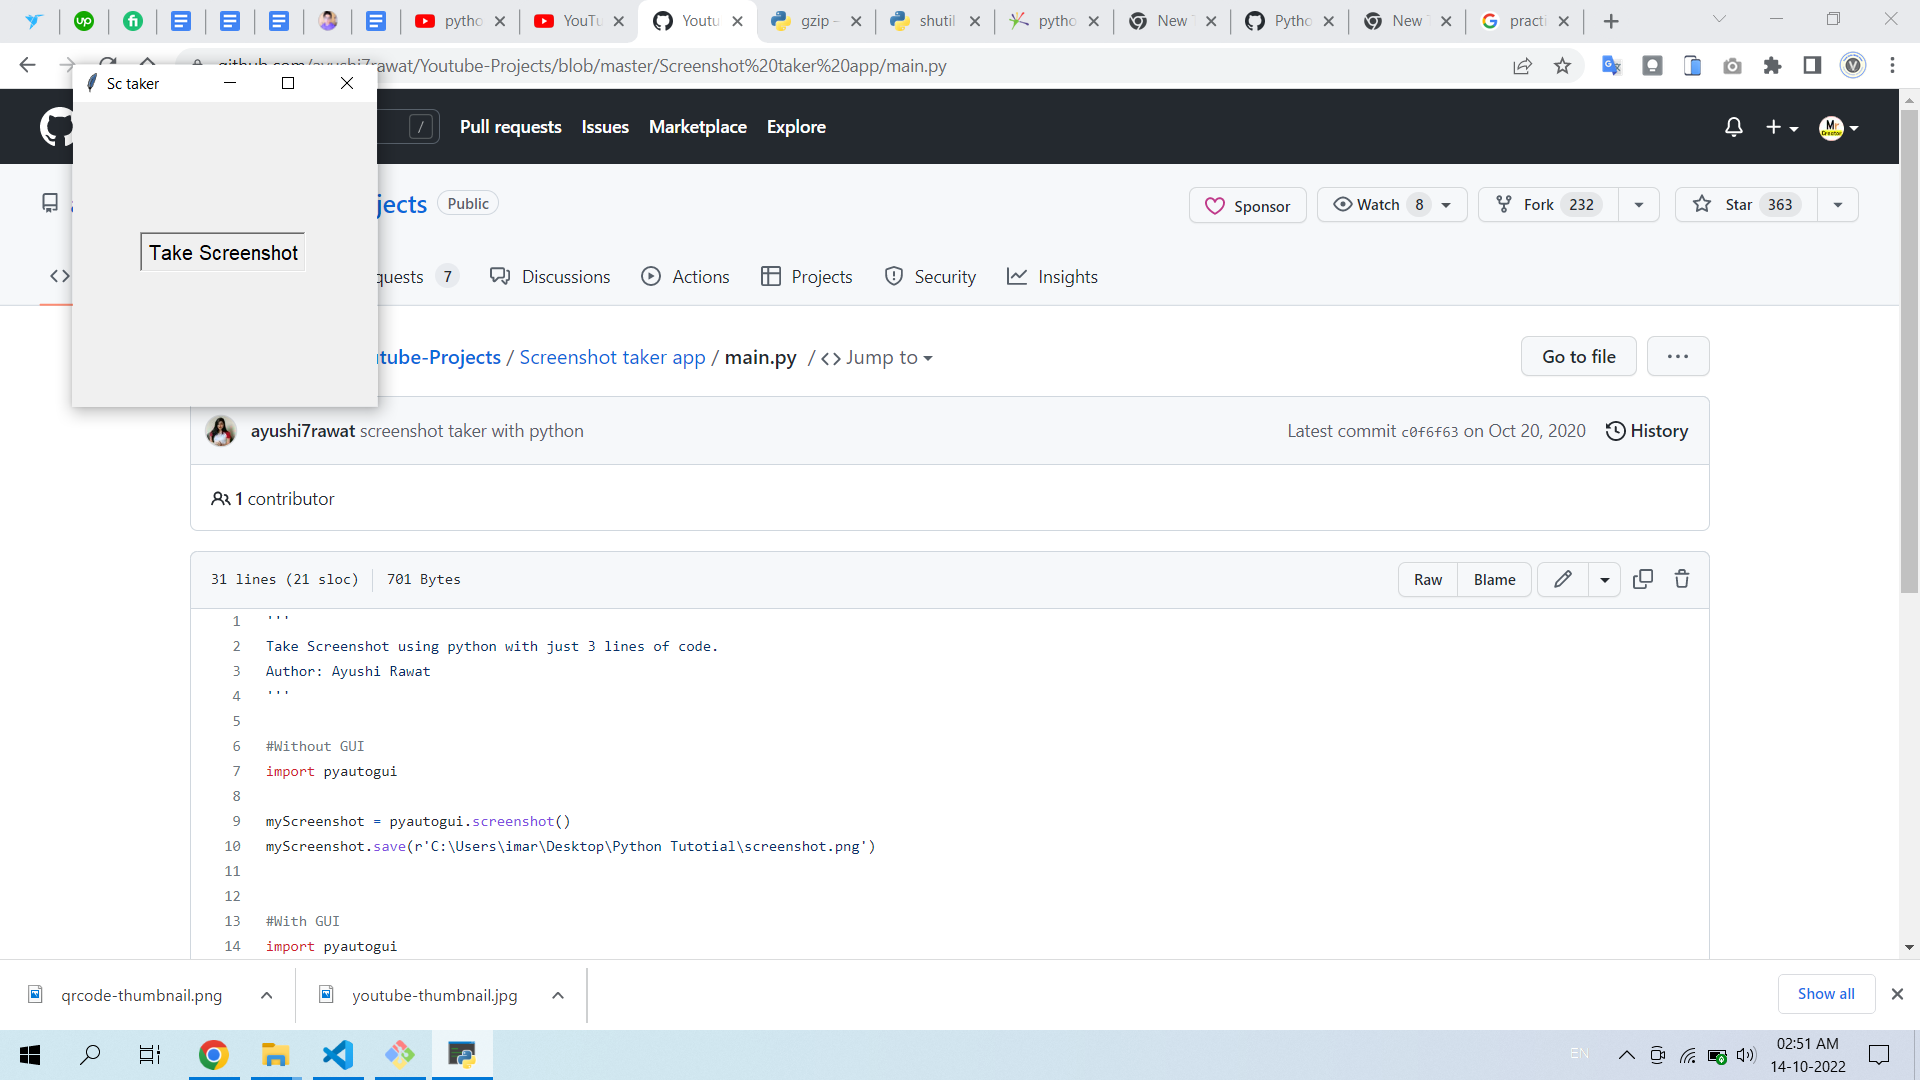 pytho
YouTu
Youtu
gzip –
shutil
pytho
New T
Pytho
New T
practi
github.com/ayushi7rawat/Youtube-Projects/blob/master/Screenshot%20taker%20app/main.py
Sc taker
/
Pull requests
Issues
Marketplace
Explore
jects
Public
Sponsor
Watch 8
Fork 232
Star 363
Take Screenshot
quests 7
Discussions
Actions
Projects
Security
Insights
utube-Projects / Screenshot taker app / main.py / <> Jump to
Go to file
...
ayushi7rawat screenshot taker with python
Latest commit c0f6f63 on Oct 20, 2020
History
1 contributor
31 lines (21 sloc)
701 Bytes
Raw
Blame
1 '''
2 Take Screenshot using python with just 3 lines of code.
3 Author: Ayushi Rawat
4 '''
5
6 #Without GUI
7 import pyautogui
8
9 myScreenshot = pyautogui.screenshot()
10 myScreenshot.save(r'C:\Users\imar\Desktop\Python Tutotial\screenshot.png')
11
12
13 #With GUI
14 import pyautogui
qrcode-thumbnail.png
youtube-thumbnail.jpg
Show all
EN
02:51 AM
14-10-2022